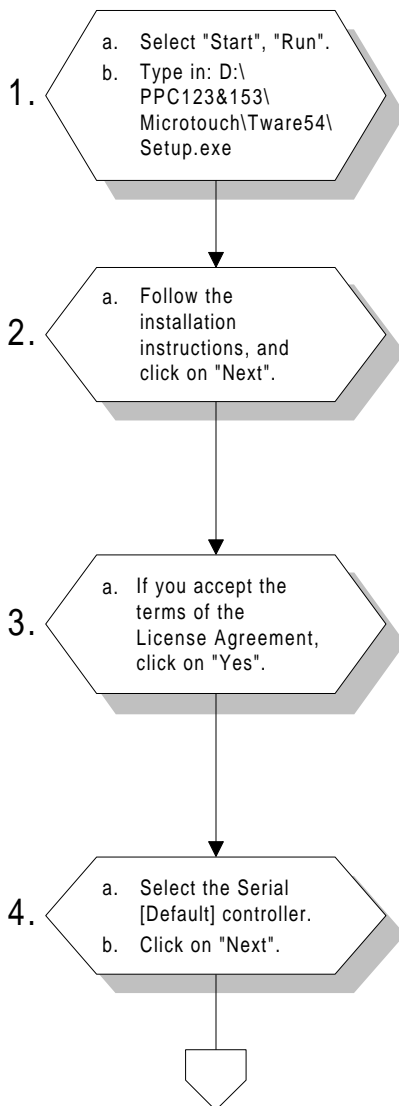 1.
a. Select "Start", "Run".
b. Type in: D:\
PPC123&153\
Microtouch\Tware54\
Setup.exe
2.
a. Follow the
installation
instructions, and
click on "Next".
3.
a. If you accept the
terms of the
License Agreement,
click on "Yes".
4.
a. Select the Serial
[Default] controller.
b. Click on "Next".